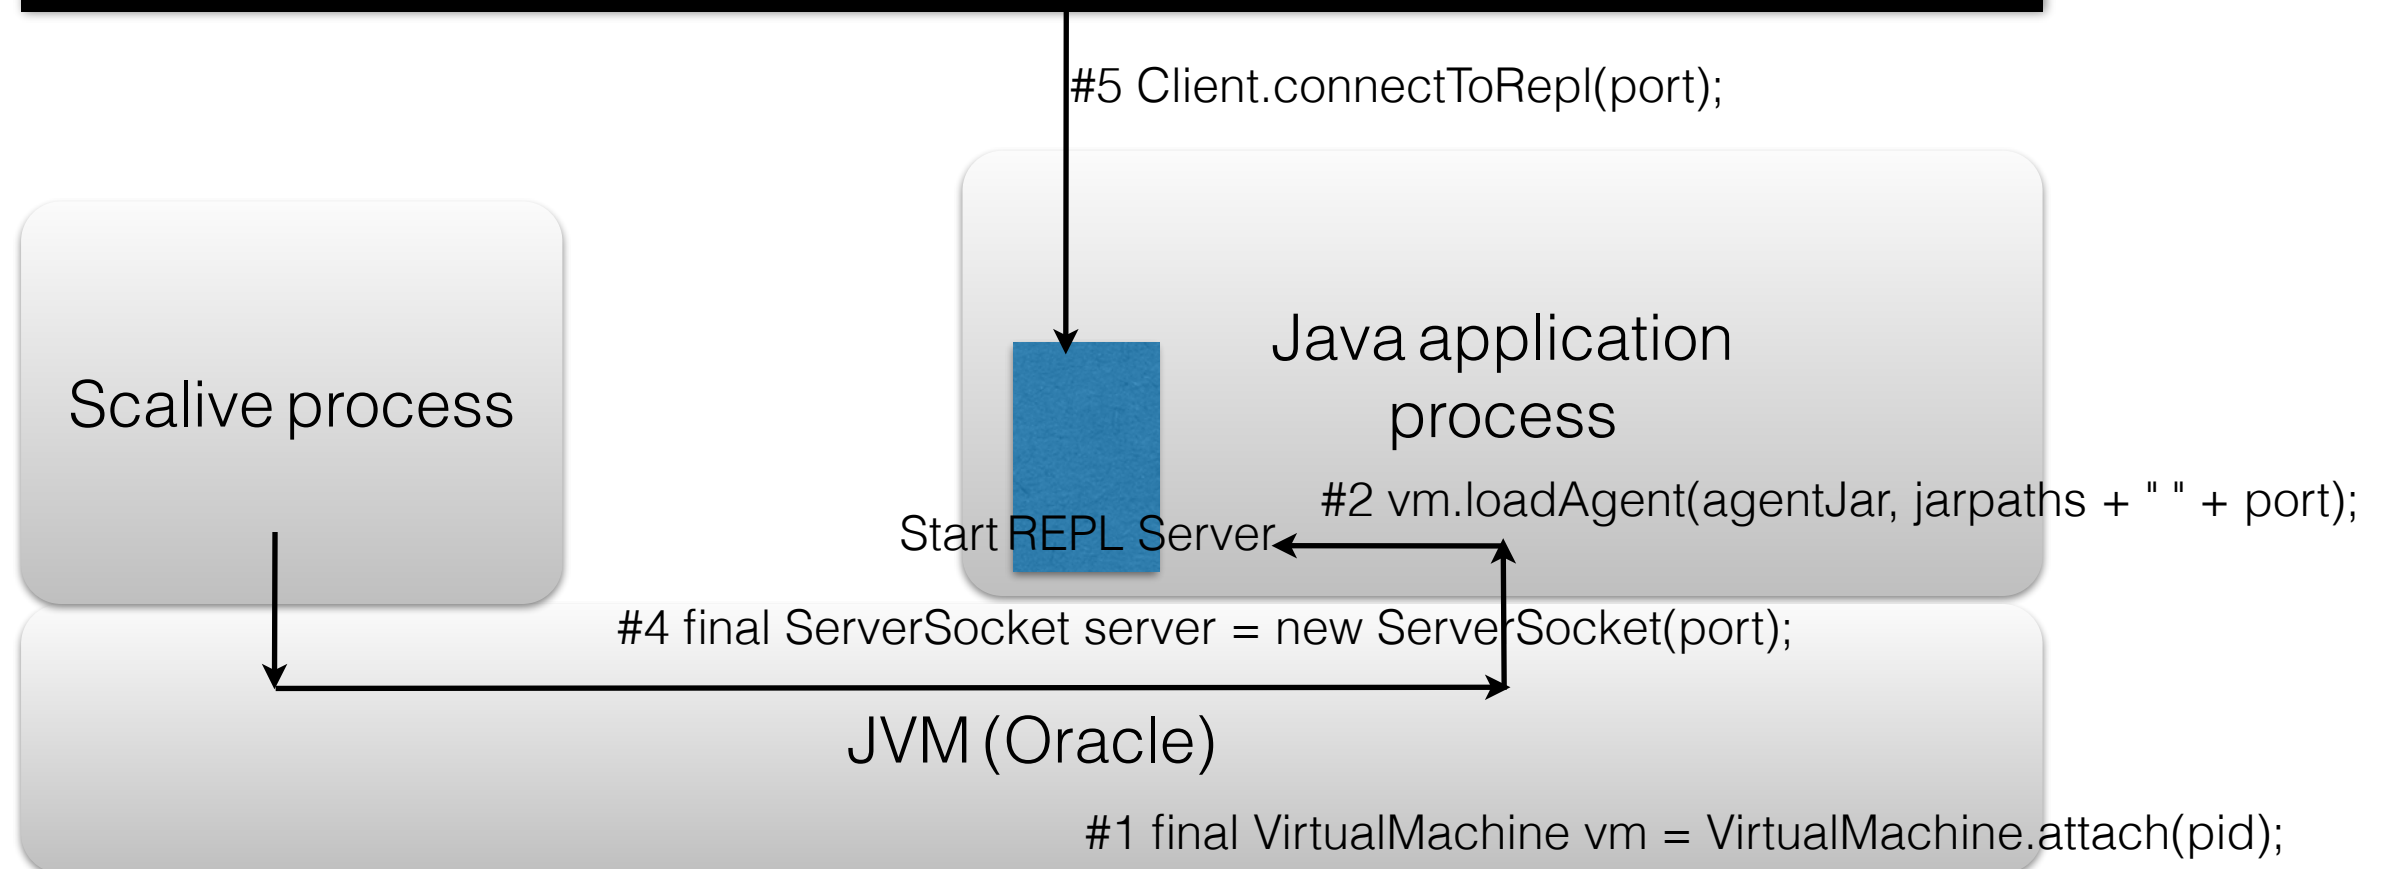 #5 Client.connectToRepl(port);
Scalive process
Java application
process
#2 vm.loadAgent(agentJar, jarpaths + " " + port);
Start REPL Server
#4 final ServerSocket server = new ServerSocket(port);
JVM (Oracle)
#1 final VirtualMachine vm = VirtualMachine.attach(pid);